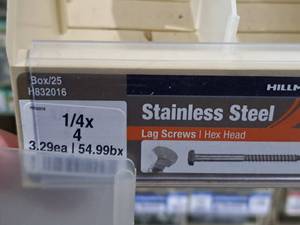 Box/25
H832016
HILLM
1/4x
4
3.29ea | 54.99bx
Stainless Steel
Lag Screws | Hex Head